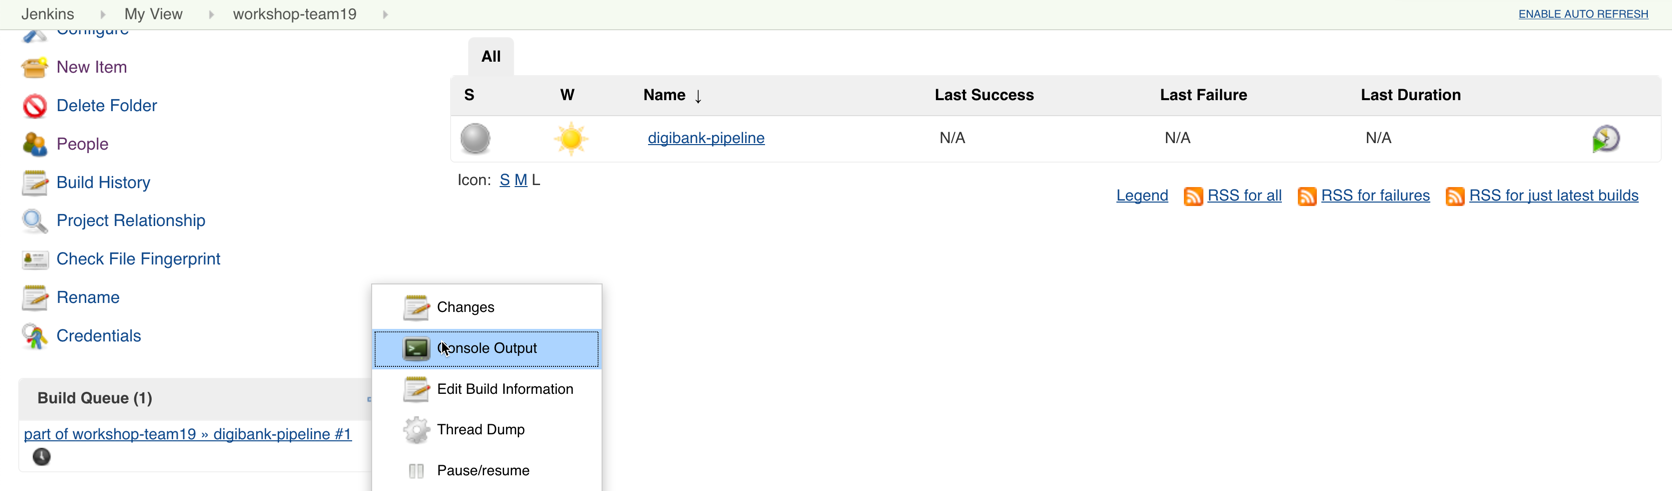 Jenkins My View workshop-team19 ENABLE AUTO REFRESH
Configure
New Item
Delete Folder
People
Build History
Project Relationship
Check File Fingerprint
Rename
Credentials
Build Queue (1)
part of workshop-team19 » digibank-pipeline #1
All
S W Name ↓ Last Success Last Failure Last Duration
digibank-pipeline N/A N/A N/A
Icon: S M L
Legend RSS for all RSS for failures RSS for just latest builds
Changes
Console Output
Edit Build Information
Thread Dump
Pause/resume